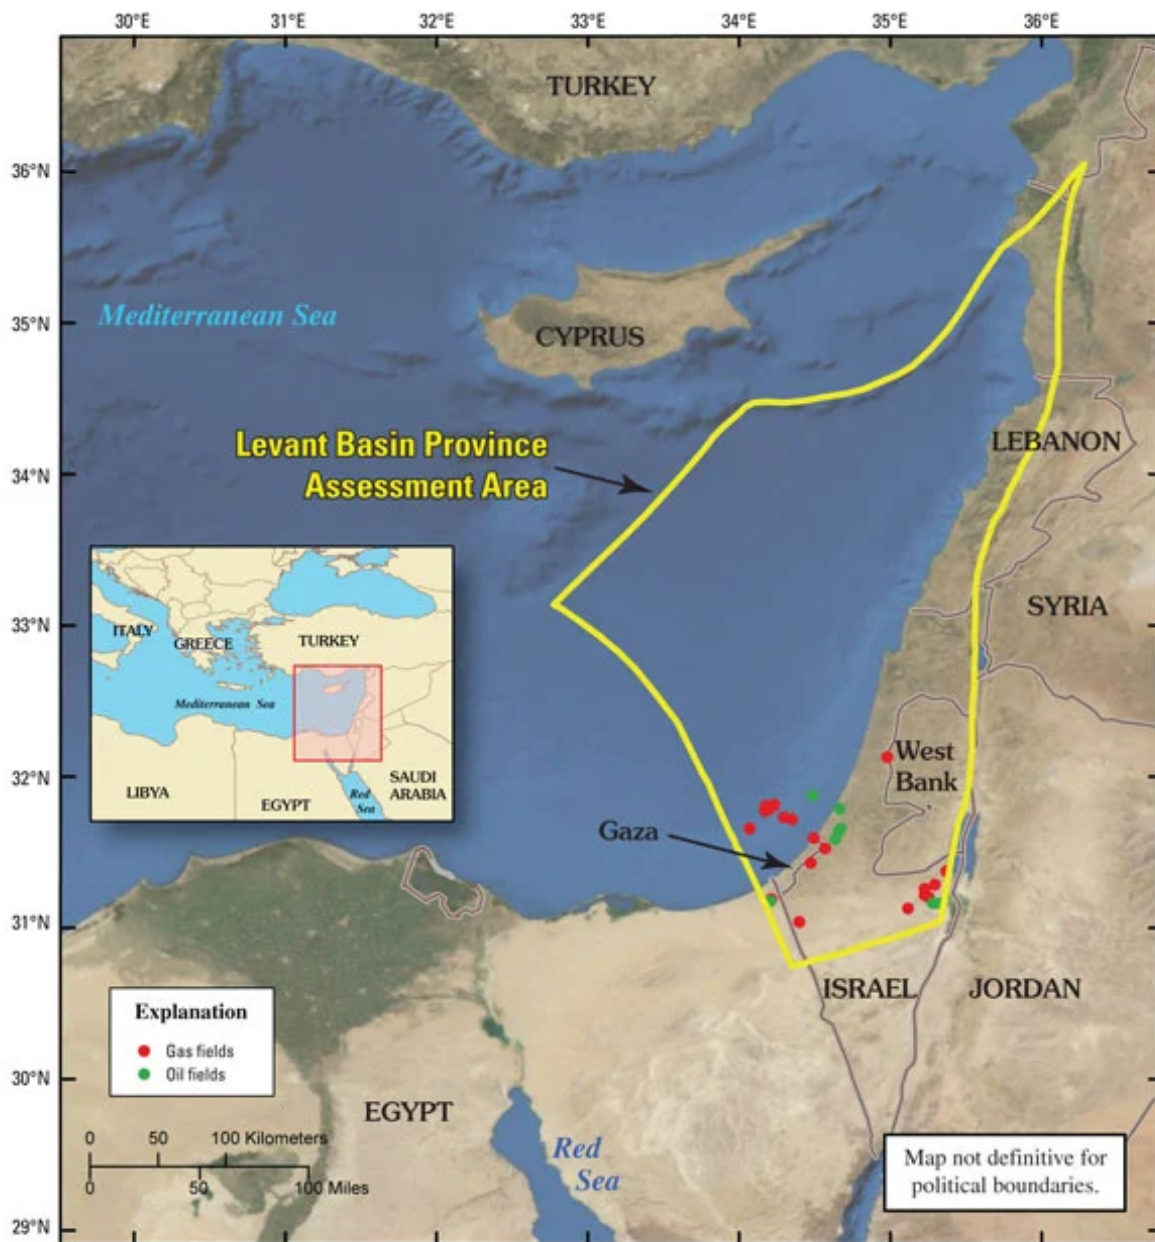 30°E 31°E 32°E 33°E 34°E 35°E 36°E
TURKEY
36°N
35°N
Mediterranean Sea
CYPRUS
Levant Basin Province
Assessment Area
LEBANON
34°N
SYRIA
33°N
ITALY
GREECE
TURKEY
Mediterranean Sea
LIBYA
EGYPT
Red
Sea
SAUDI
ARABIA
32°N
West
Bank
Gaza
31°N
ISRAEL
JORDAN
Explanation
Gas fields
Oil fields
30°N
EGYPT
0 50 100 Kilometers
0 50 100 Miles
Red
Sea
Map not definitive for
political boundaries.
29°N